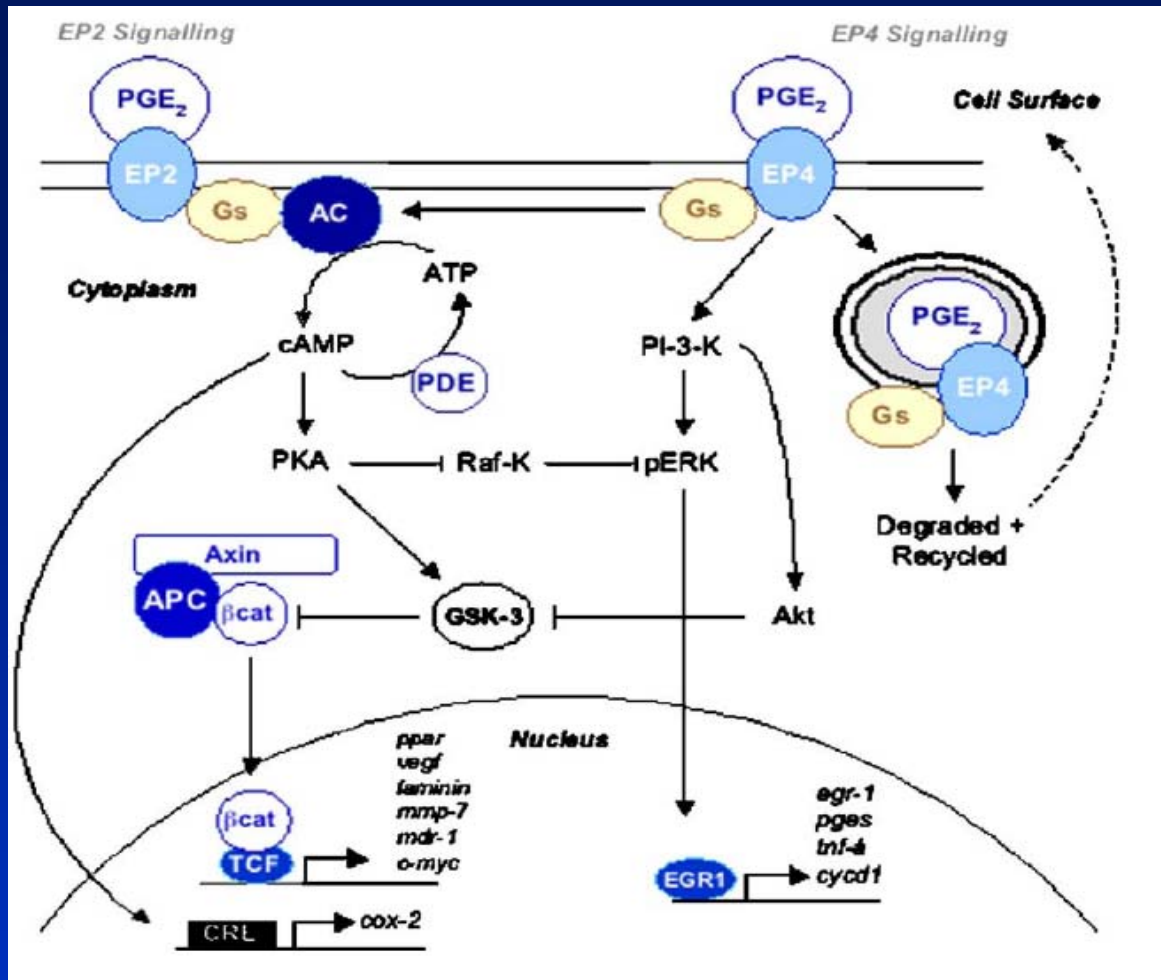 EP2 Signalling
EP4 Signalling
PGE2
PGE2
Cell Surface
EP2
EP4
Gs
AC
Gs
Cytoplasm
ATP
PGE2
cAMP
PI-3-K
PDE
EP4
Gs
PKA
Raf-K
pERK
Degraded +
Recycled
Axin
APC
βcat
GSK-3
Akt
Nucleus
ppar
vegf
laminin
mmp-7
mdr-1
c-myc
egr-1
pges
tnf-a
cycd1
βcat
TCF
EGR1
CRE
cox-2